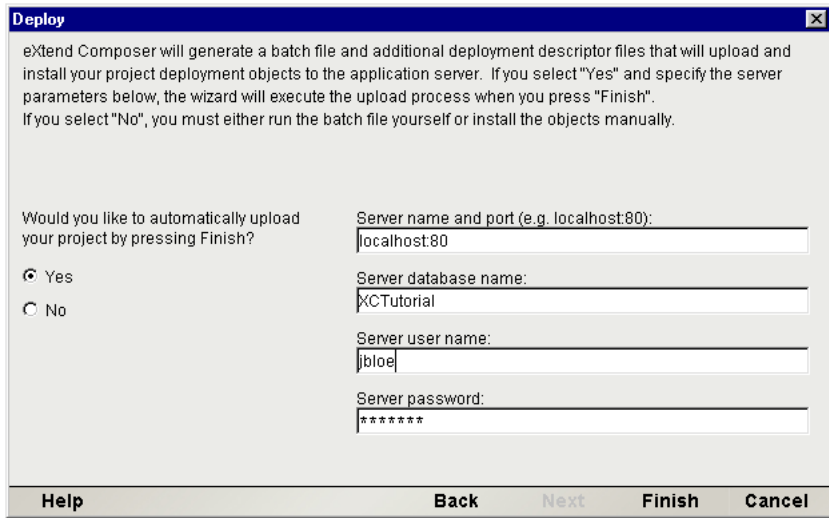 Deploy
eXtend Composer will generate a batch file and additional deployment descriptor files that will upload and
install your project deployment objects to the application server. If you select "Yes" and specify the server
parameters below, the wizard will execute the upload process when you press "Finish".
If you select "No", you must either run the batch file yourself or install the objects manually.
Would you like to automatically upload
your project by pressing Finish?
Yes
No
Server name and port (e.g. localhost:80):
localhost:80
Server database name:
XCTutorial
Server user name:
jbloe
Server password:
*******
Help
Back
Next
Finish
Cancel